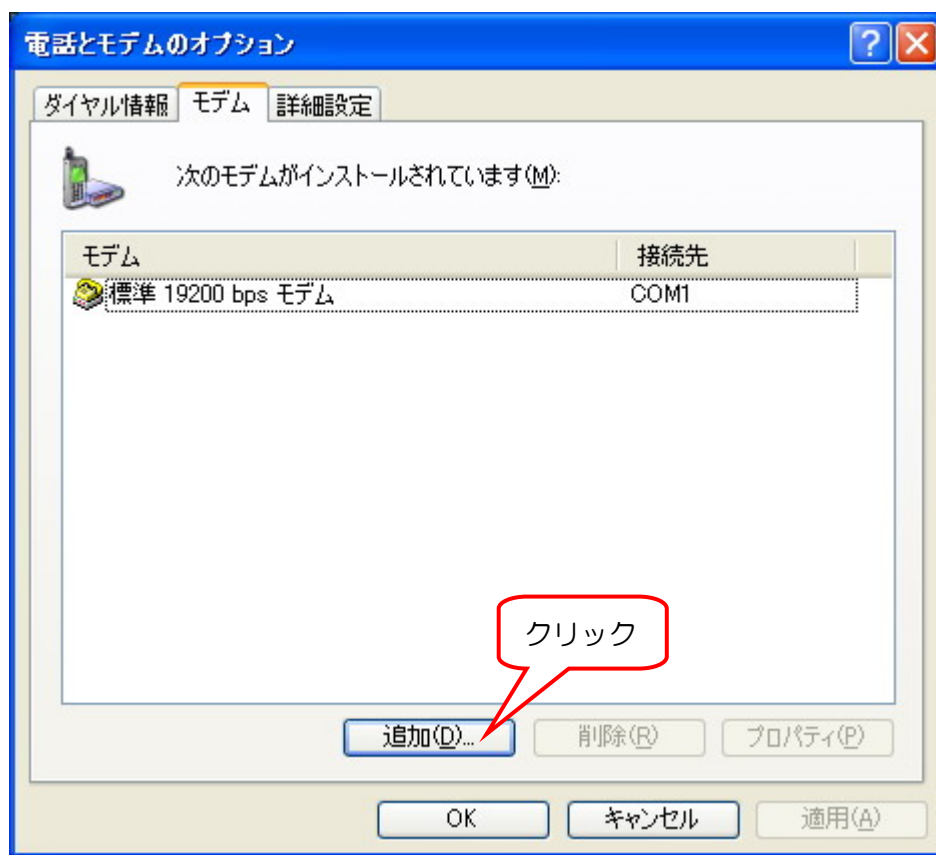 電話とモデムのオプション
ダイヤル情報 モデム 詳細設定
次のモデムがインストールされています(M):
モデム 接続先
標準 19200 bps モデム COM1
クリック
追加(D)... 削除(R) プロパティ(P)
OK キャンセル 適用(A)